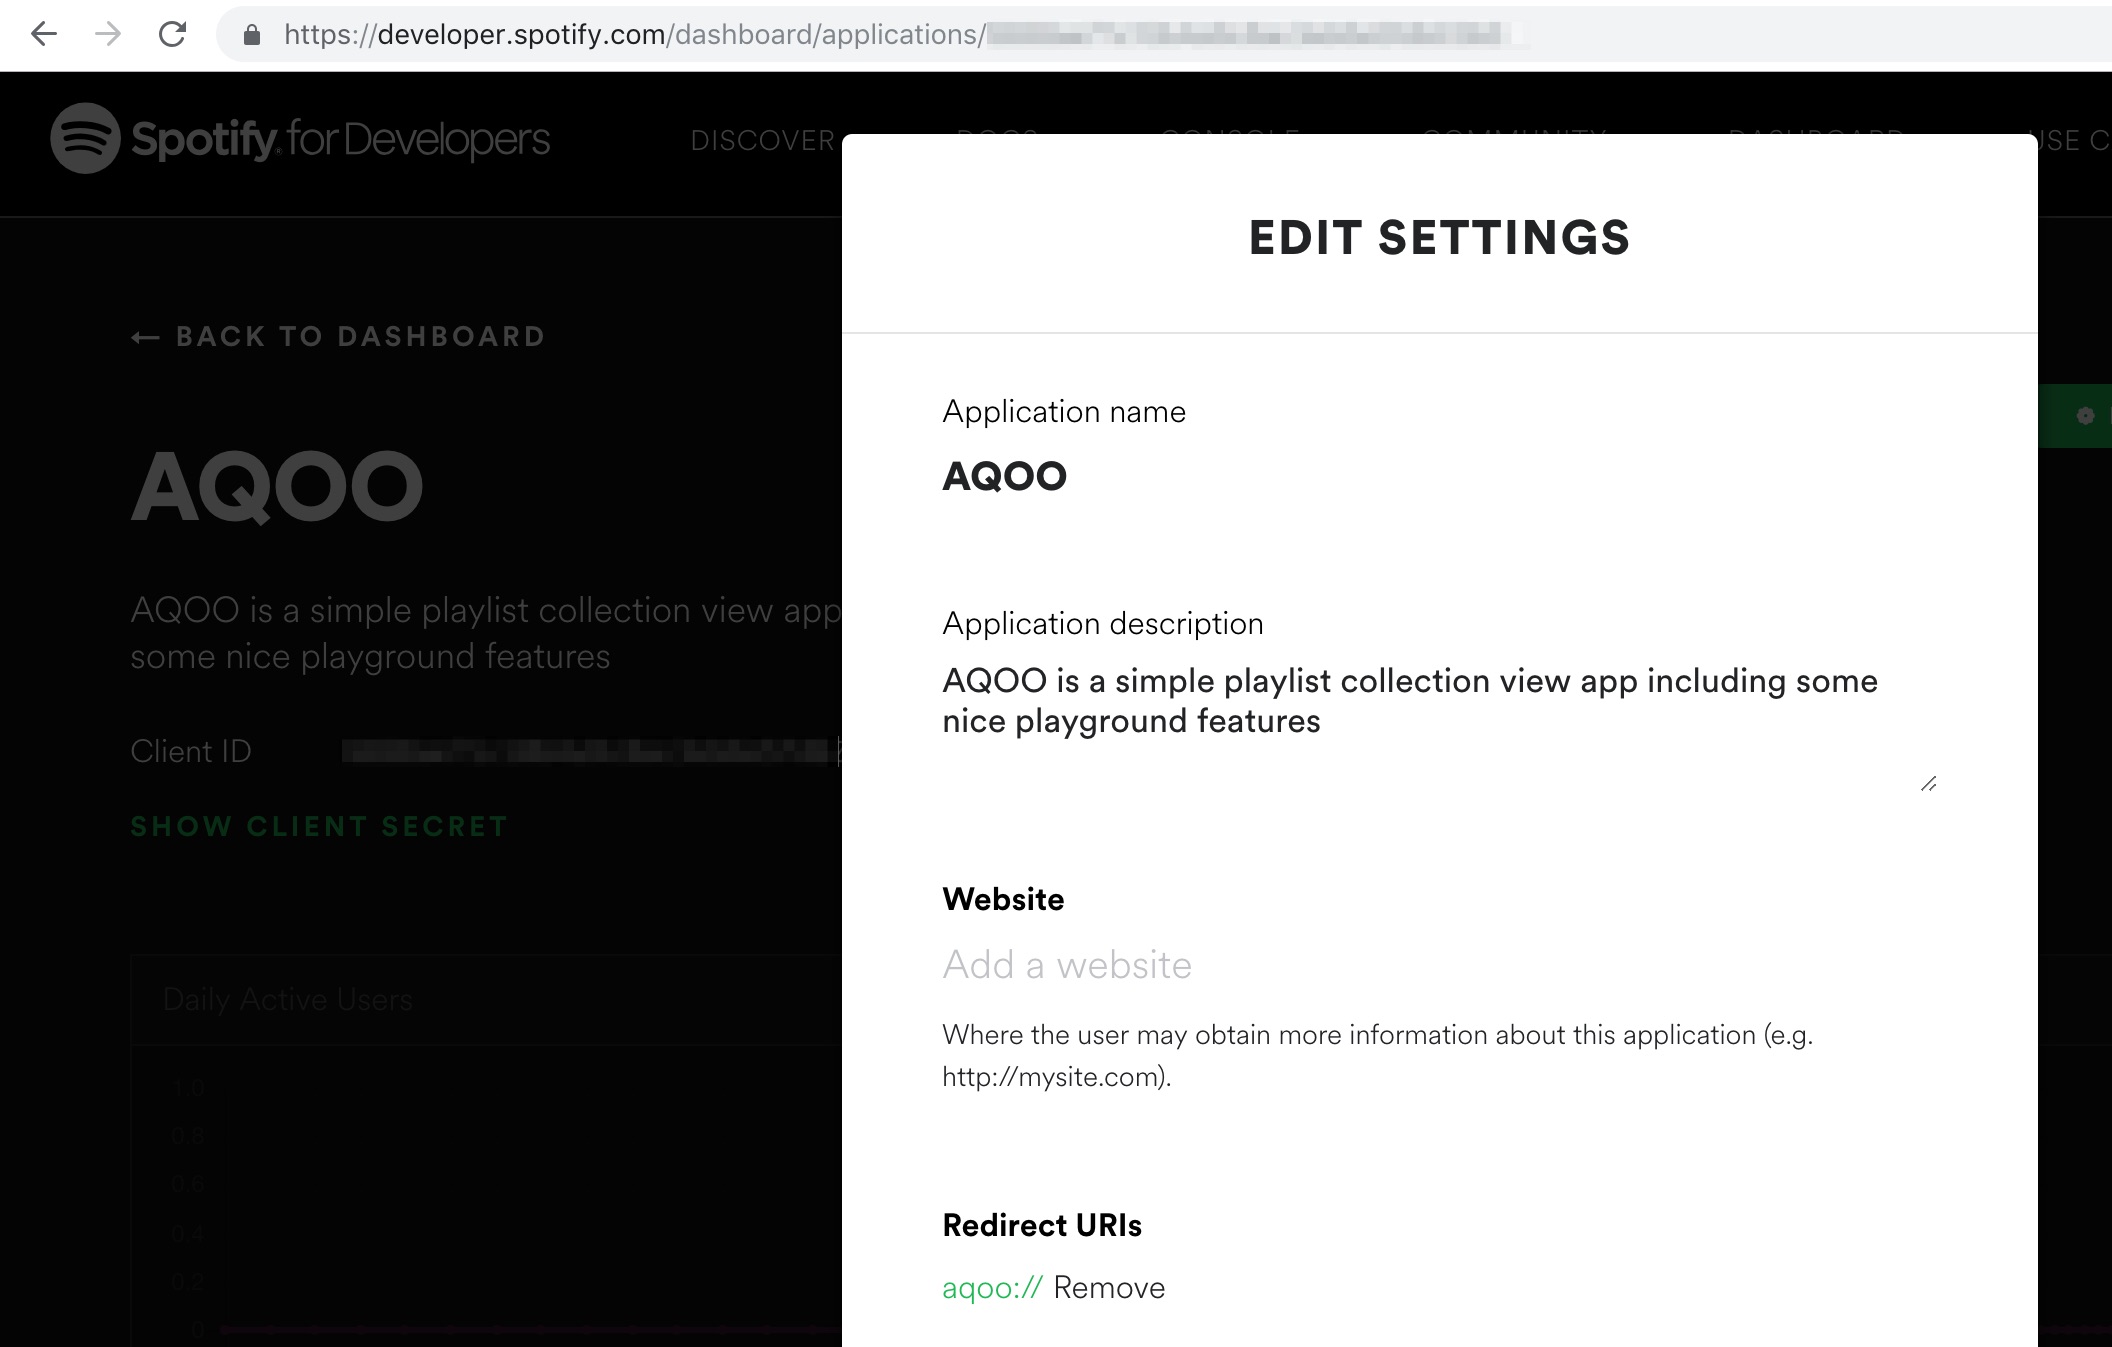 https://developer.spotify.com/dashboard/applications/
Spotify for Developers
DISCOVER DOCS CONSOLE COMMUNITY DASHBOARD USE C
EDIT SETTINGS
← BACK TO DASHBOARD
AQOO
AQOO is a simple playlist collection view app
some nice playground features
Client ID
SHOW CLIENT SECRET
Daily Active Users
1.0
0.8
0.6
0.4
0.2
0
Application name
AQOO
Application description
AQOO is a simple playlist collection view app including some
nice playground features
Website
Add a website
Where the user may obtain more information about this application (e.g.
http://mysite.com).
Redirect URIs
aqoo:// Remove